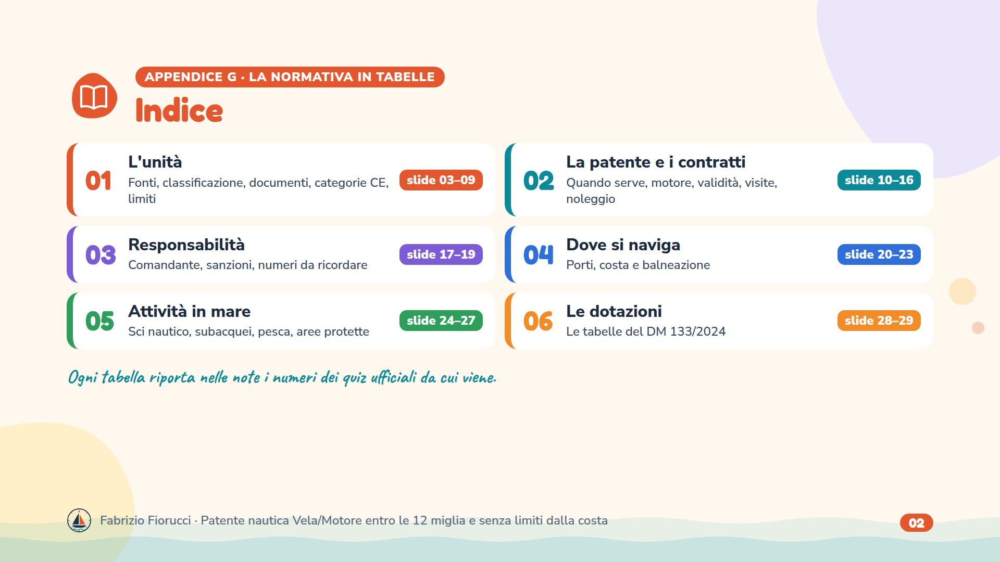 APPENDICE G · LA NORMATIVA IN TABELLE
Indice
01
L'unità
Fonti, classificazione, documenti, categorie CE,
limiti
slide 03–09
02
La patente e i contratti
Quando serve, motore, validità, visite,
noleggio
slide 10–16
03
Responsabilità
Comandante, sanzioni, numeri da ricordare
slide 17–19
04
Dove si naviga
Porti, costa e balneazione
slide 20–23
05
Attività in mare
Sci nautico, subacquei, pesca, aree protette
slide 24–27
06
Le dotazioni
Le tabelle del DM 133/2024
slide 28–29
Ogni tabella riporta nelle note i numeri dei quiz ufficiali da cui viene.
Fabrizio Fiorucci · Patente nautica Vela/Motore entro le 12 miglia e senza limiti dalla costa
02